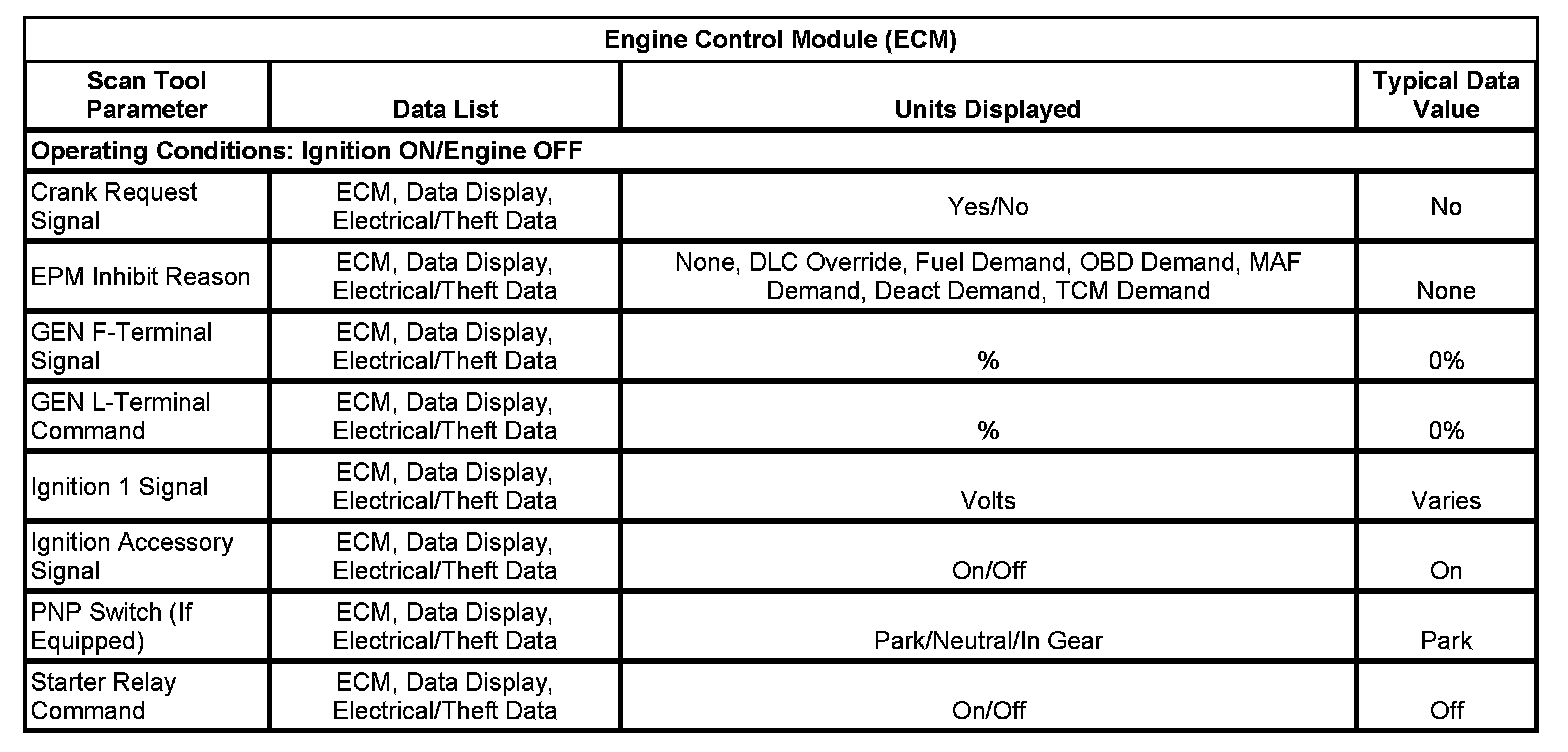 Engine Control Module (ECM)
Scan Tool
Parameter
Data List
Units Displayed
Typical Data
Value
Operating Conditions: Ignition ON/Engine OFF
Crank Request
Signal
ECM, Data Display,
Electrical/Theft Data
Yes/No
No
EPM Inhibit Reason
ECM, Data Display,
Electrical/Theft Data
None, DLC Override, Fuel Demand, OBD Demand, MAF
Demand, Deact Demand, TCM Demand
None
GEN F-Terminal
Signal
ECM, Data Display,
Electrical/Theft Data
%
0%
GEN L-Terminal
Command
ECM, Data Display,
Electrical/Theft Data
%
0%
Ignition 1 Signal
ECM, Data Display,
Electrical/Theft Data
Volts
Varies
Ignition Accessory
Signal
ECM, Data Display,
Electrical/Theft Data
On/Off
On
PNP Switch (If
Equipped)
ECM, Data Display,
Electrical/Theft Data
Park/Neutral/In Gear
Park
Starter Relay
Command
ECM, Data Display,
Electrical/Theft Data
On/Off
Off